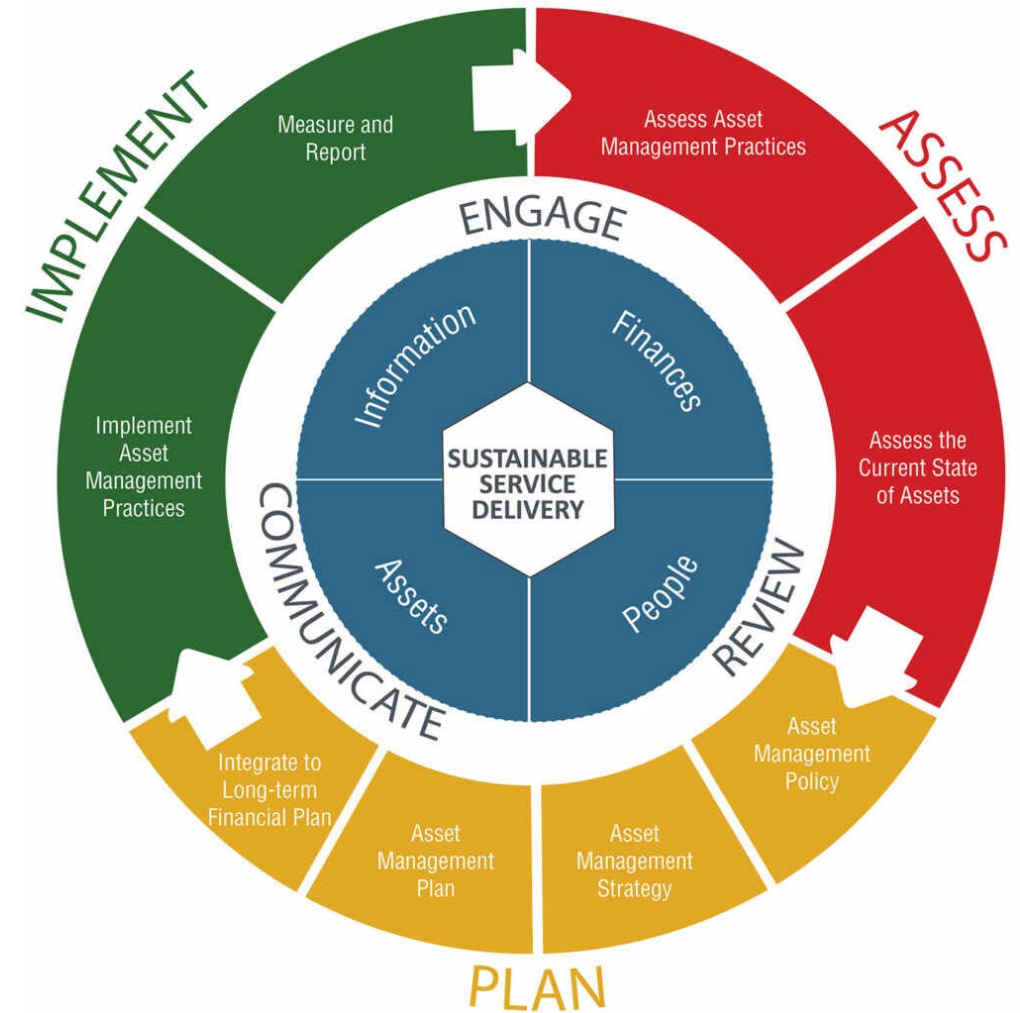 IMPLEMENT
Measure and
Report
Assess Asset
Management Practices
ASSESS
ENGAGE
Information
Finances
Implement
Asset
Management
Practices
SUSTAINABLE
SERVICE
DELIVERY
Assess the
Current State
of Assets
COMMUNICATE
Assets
People
REVIEW
Integrate to
Long-term
Financial Plan
Asset
Management
Plan
Asset
Management
Strategy
Asset
Management
Policy
PLAN